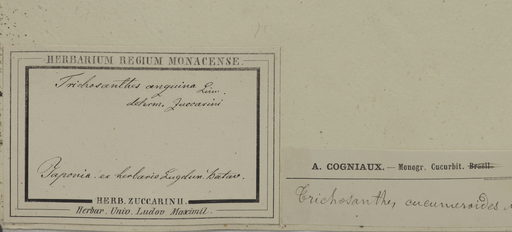 HERBARIUM REGIUM MONACENSE.
Trichosanthes anguina Linn.
determ. Zuccarini
Japonia. ex herbario Lugdun. Batav.
HERB. ZUCCARINII.
Herbar. Univ. Ludov. Maximil.
A. COGNIAUX. — Monogr. Cucurbit. Brasil.
Trichosanthes cucumeroides